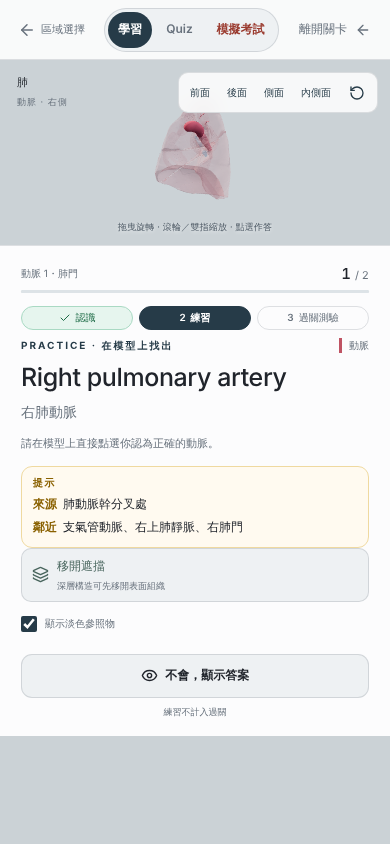 區域選擇
學習
Quiz
模擬考試
離開關卡
肺
動脈 · 右側
前面
後面
側面
內側面
拖曳旋轉 · 滾輪／雙指縮放 · 點選作答
動脈 1 · 肺門
1 / 2
認識
2 練習
3 過關測驗
PRACTICE · 在模型上找出
動脈
Right pulmonary artery
右肺動脈
請在模型上直接點選你認為正確的動脈。
提示
來源 肺動脈幹分叉處
鄰近 支氣管動脈、右上肺靜脈、右肺門
移開遮擋
深層構造可先移開表面組織
顯示淡色參照物
不會，顯示答案
練習不計入過關